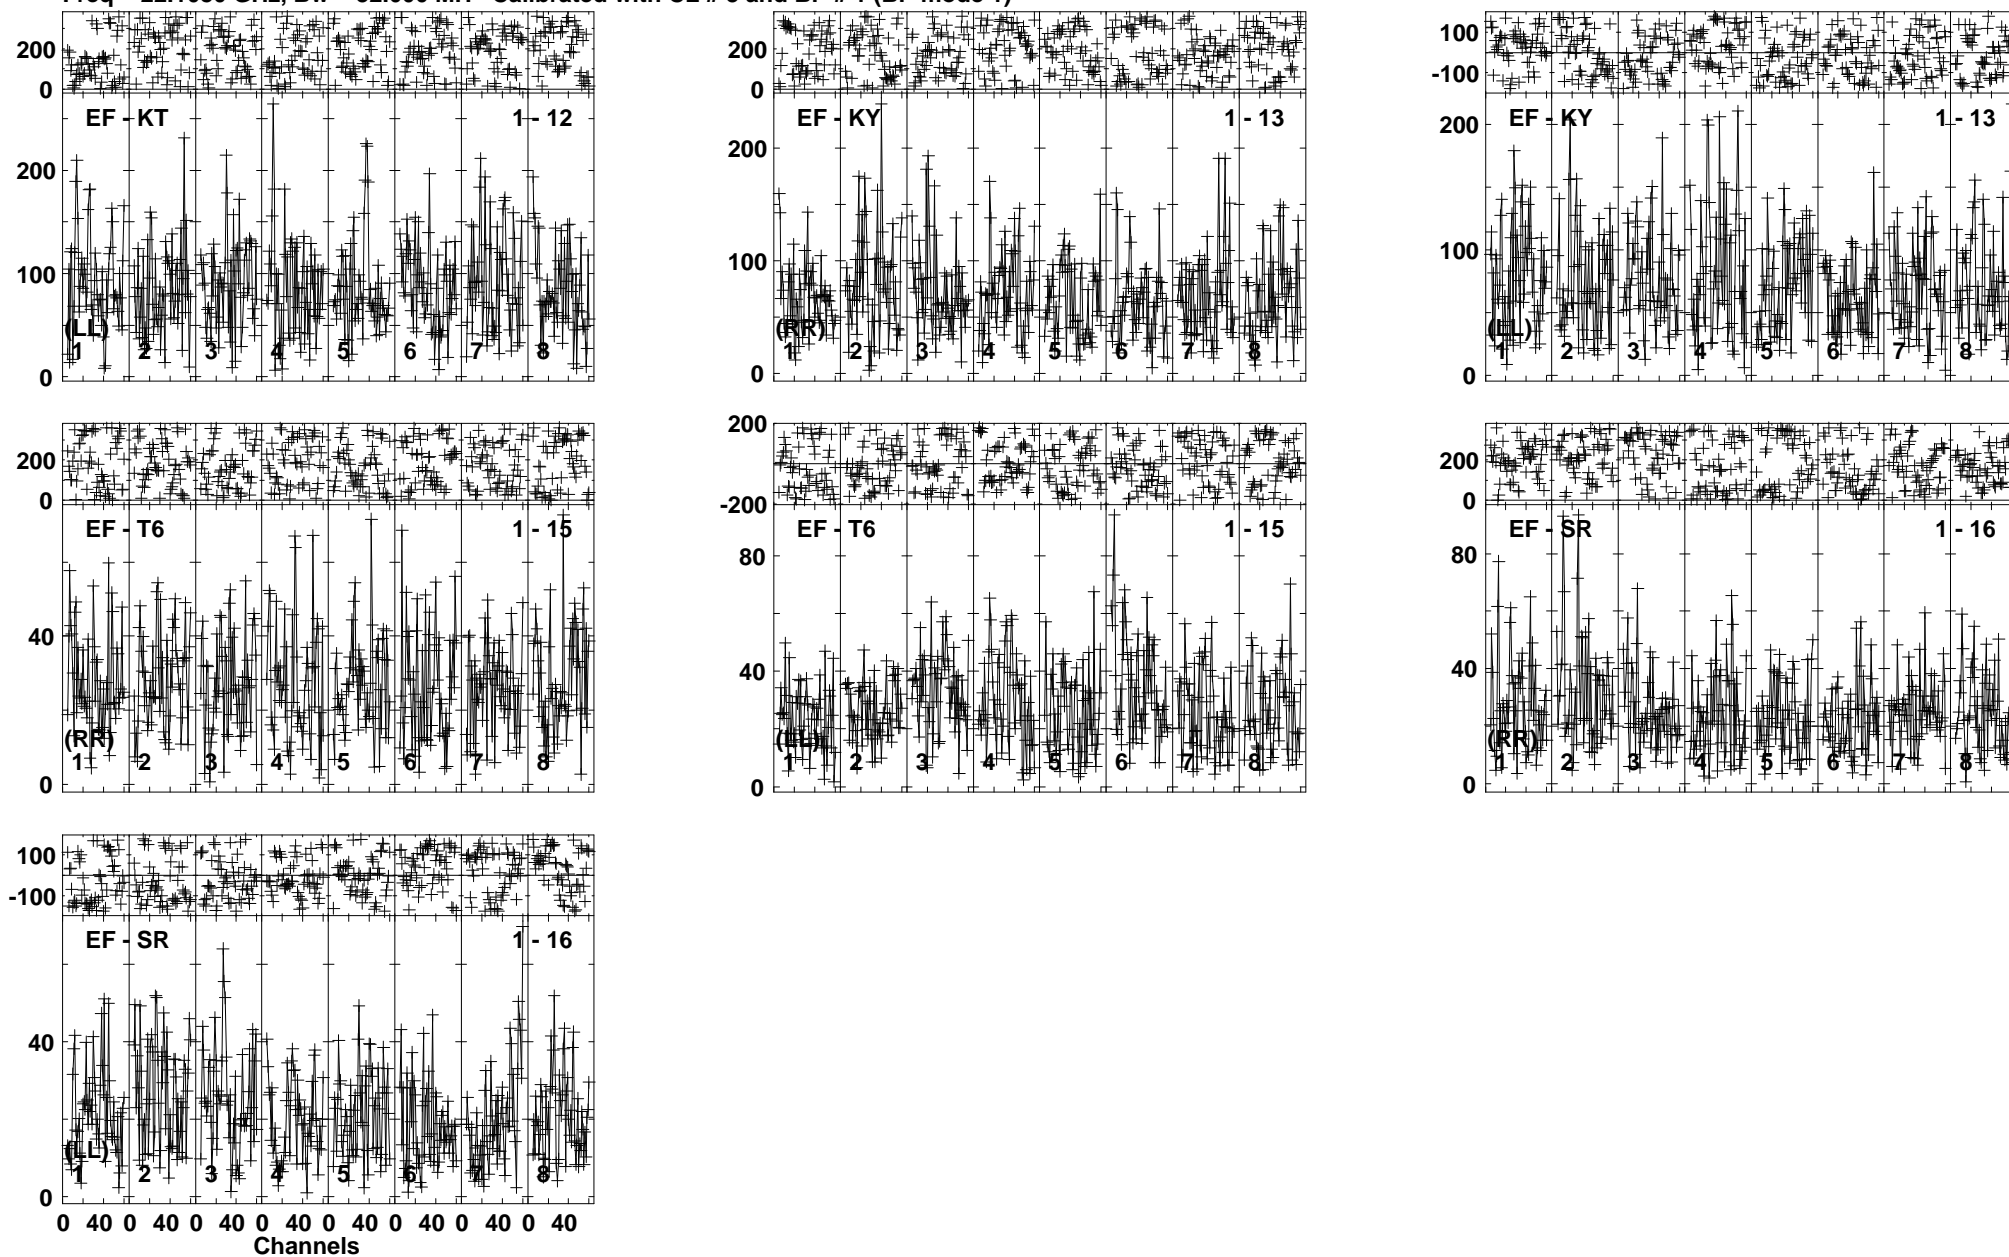 200 0 EF - KT 1 - 12 200 100 0 (LL) 1 2 3 4 5 6 7 8
200 0 EF - KY 1 - 13 200 100 0 (RR) 1 2 3 4 5 6 7 8
100 -100 EF - KY 1 - 13 200 100 0 (LL) 1 2 3 4 5 6 7 8
200 0 EF - T6 1 - 15 40 0 (RR) 1 2 3 4 5 6 7 8
200 -200 EF - T6 1 - 15 80 40 0 (LL) 1 2 3 4 5 6 7 8
200 0 EF - SR 1 - 16 80 40 0 (RR) 1 2 3 4 5 6 7 8
100 -100 EF - SR 1 - 16 40 0 (LL) 1 2 3 4 5 6 7 8
0 40 0 40 0 40 0 40 0 40 0 40 0 40 0 40
Channels